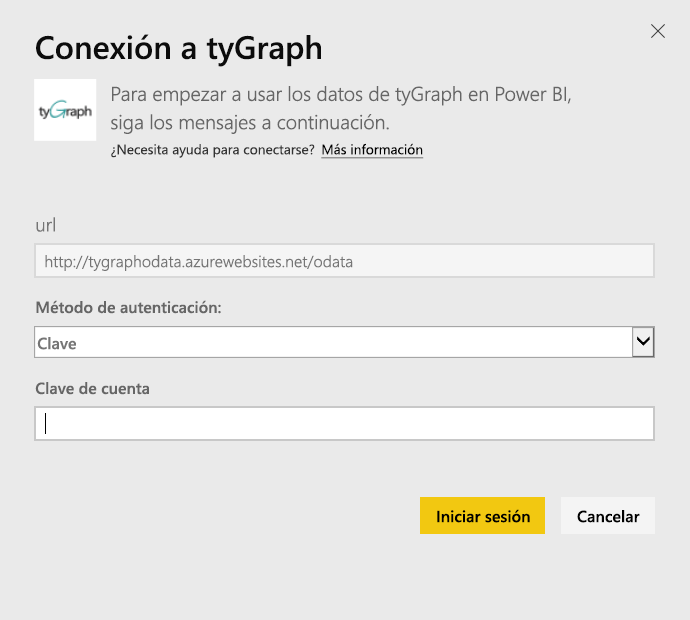 Conexión a tyGraph
tyGraph
Para empezar a usar los datos de tyGraph en Power BI,
siga los mensajes a continuación.
¿Necesita ayuda para conectarse? Más información
url
http://tygraphodata.azurewebsites.net/odata
Método de autenticación:
Clave
Clave de cuenta
Iniciar sesión
Cancelar